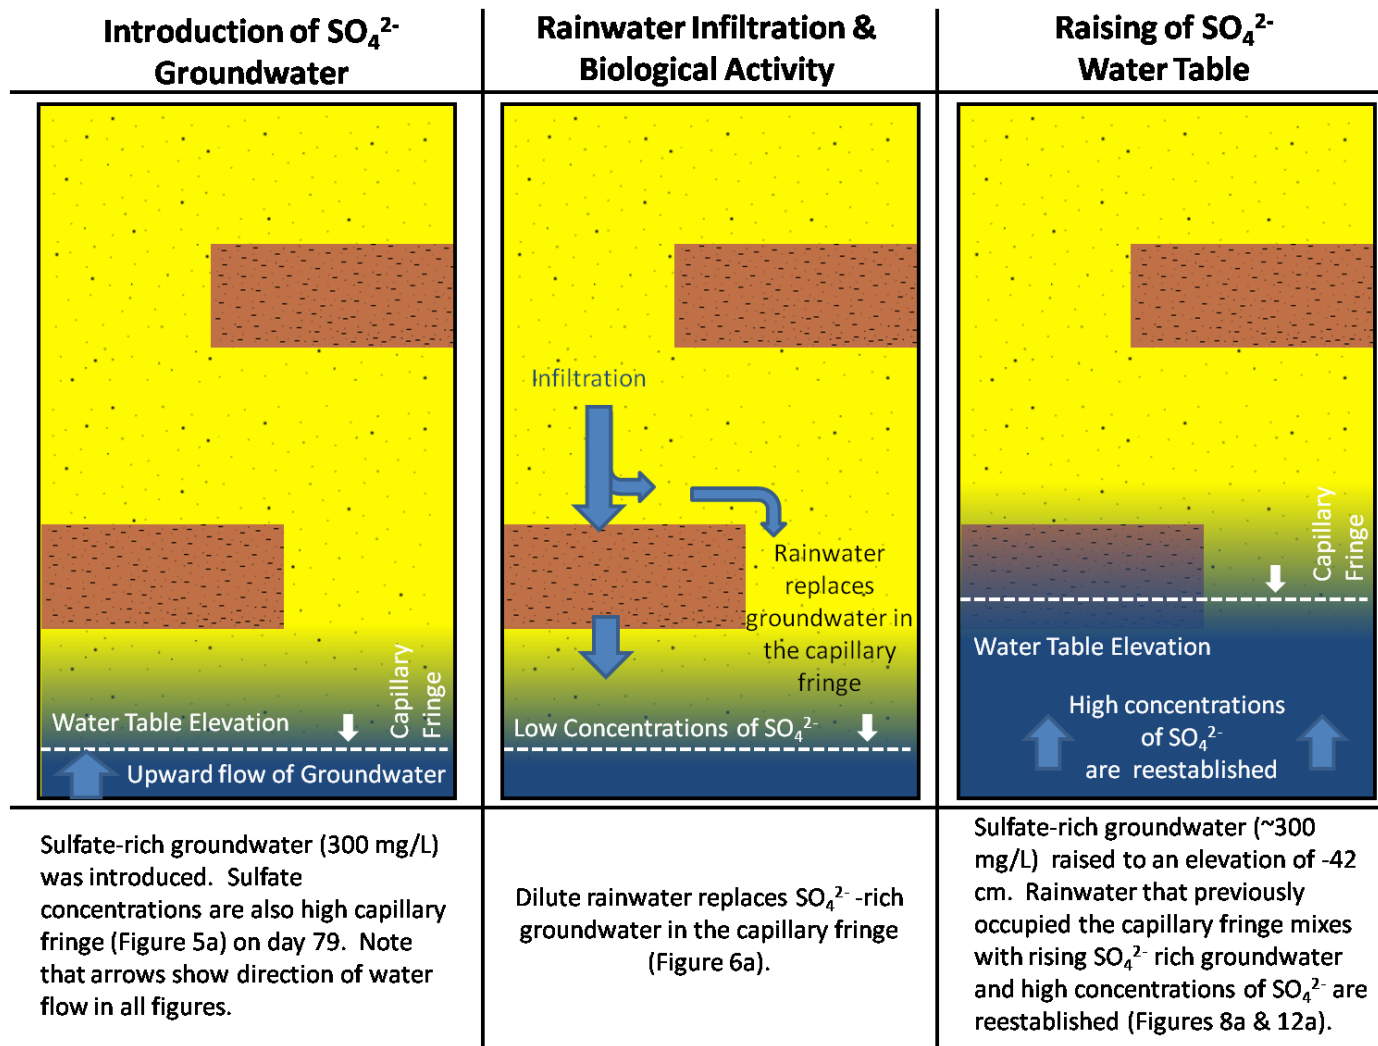 Introduction of SO₄²⁻
Groundwater
Rainwater Infiltration &
Biological Activity
Raising of SO₄²⁻
Water Table
Water Table Elevation
Capillary
Fringe
Upward flow of Groundwater
Infiltration
Rainwater
replaces
groundwater in
the capillary
fringe
Low Concentrations of SO₄²⁻
Capillary
Fringe
Water Table Elevation
High concentrations
of SO₄²⁻
are reestablished
Sulfate-rich groundwater (300 mg/L)
was introduced. Sulfate
concentrations are also high capillary
fringe (Figure 5a) on day 79. Note
that arrows show direction of water
flow in all figures.
Dilute rainwater replaces SO₄²⁻ -rich
groundwater in the capillary fringe
(Figure 6a).
Sulfate-rich groundwater (~300
mg/L) raised to an elevation of -42
cm. Rainwater that previously
occupied the capillary fringe mixes
with rising SO₄²⁻ rich groundwater
and high concentrations of SO₄²⁻ are
reestablished (Figures 8a & 12a).